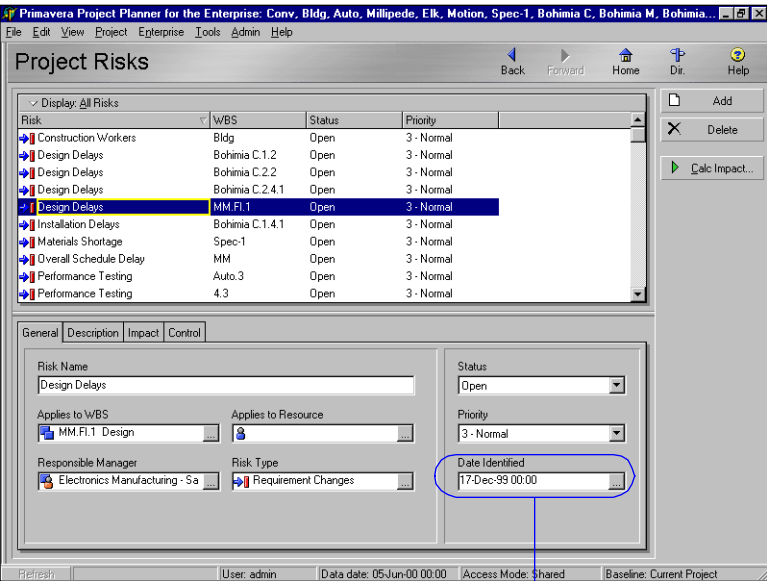 Primavera Project Planner for the Enterprise: Conv, Bldg, Auto, Millipede, Elk, Motion, Spec-1, Bohimia C, Bohimia M, Bohimia...
File Edit View Project Enterprise Tools Admin Help
Project Risks
Back Forward Home Dir. Help
Display: All Risks
Risk WBS Status Priority
Construction Workers Bldg Open 3 - Normal
Design Delays Bohimia C.1.2 Open 3 - Normal
Design Delays Bohimia C.2.2 Open 3 - Normal
Design Delays Bohimia C.2.4.1 Open 3 - Normal
Design Delays MM.FI.1 Open 3 - Normal
Installation Delays Bohimia C.1.4.1 Open 3 - Normal
Materials Shortage Spec-1 Open 3 - Normal
Overall Schedule Delay MM Open 3 - Normal
Performance Testing Auto.3 Open 3 - Normal
Performance Testing 4.3 Open 3 - Normal
Add
Delete
Calc Impact...
General Description Impact Control
Risk Name
Design Delays
Applies to WBS Applies to Resource
MM.FI.1 Design ... ...
Responsible Manager Risk Type
Electronics Manufacturing - Sa ... Requirement Changes ...
Status
Open
Priority
3 - Normal
Date Identified
17-Dec-99 00:00 ...
Refresh User: admin Data date: 05-Jun-00 00:00 Access Mode: Shared Baseline: Current Project